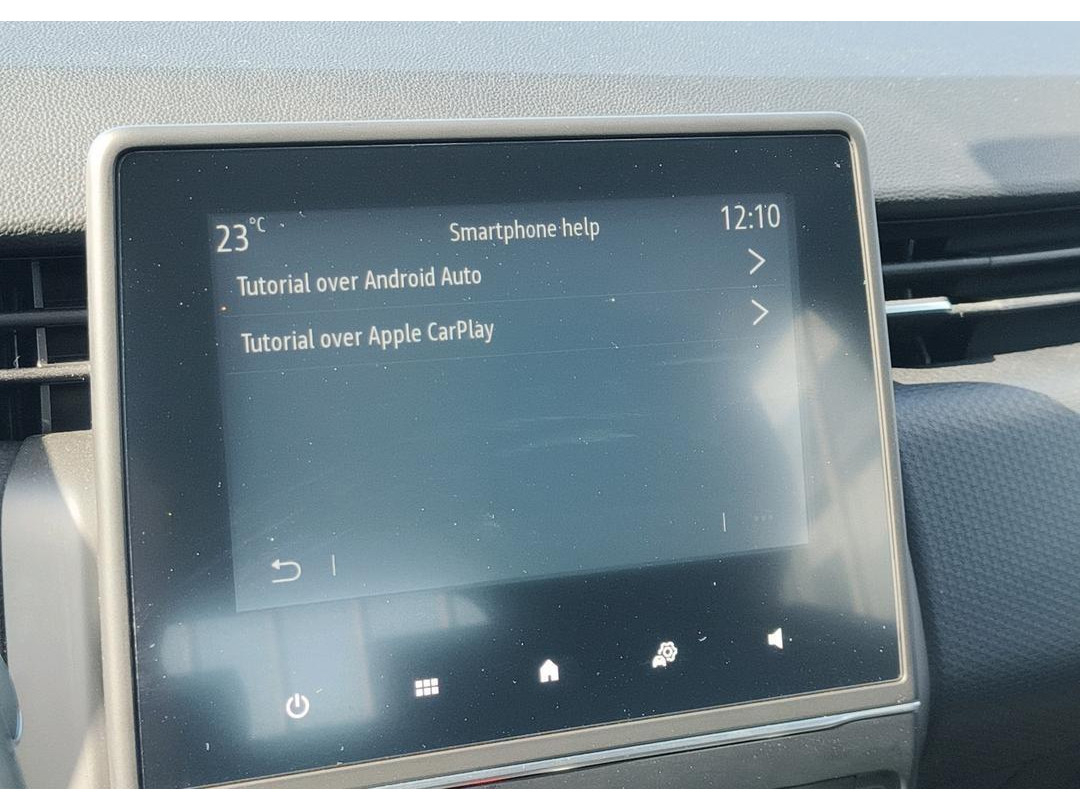 23°C Smartphone help 12:10
Tutorial over Android Auto
Tutorial over Apple CarPlay